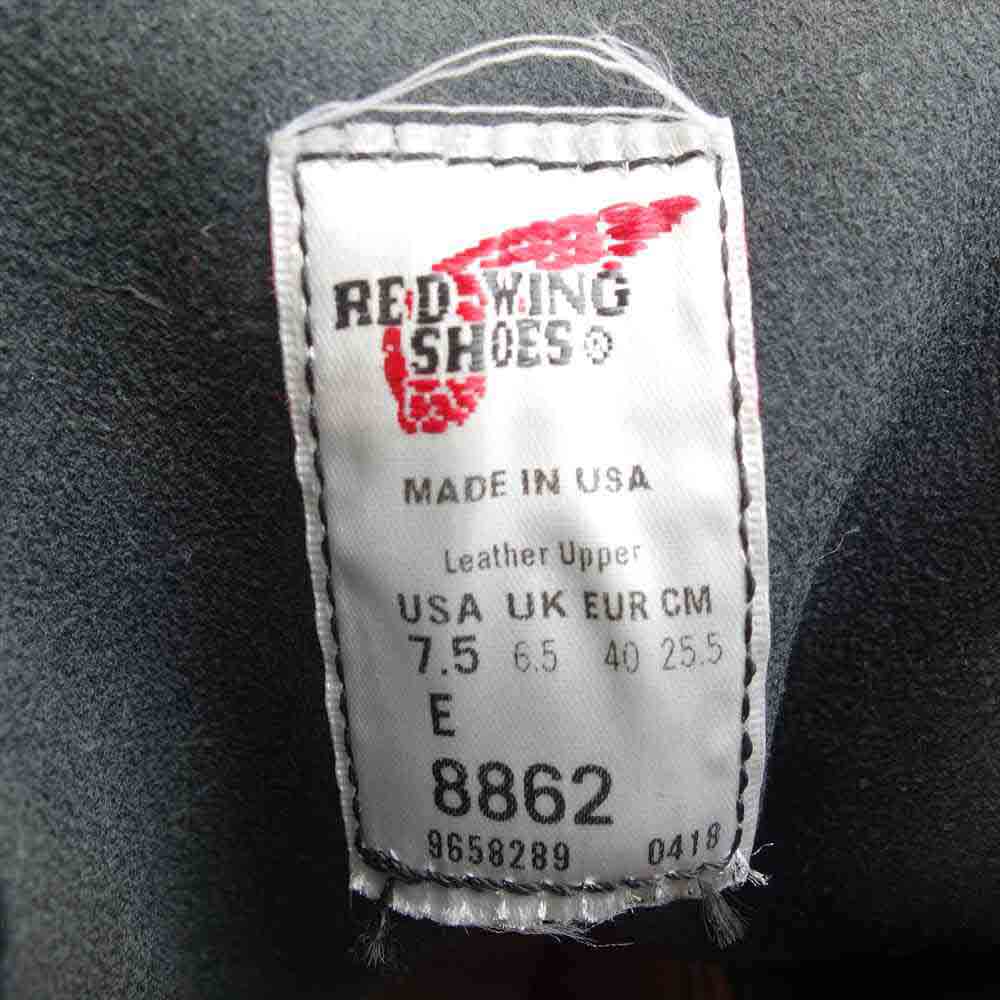 RED WING
SHOES ®
MADE IN USA
Leather Upper
USA UK EUR CM
7.5 6.5 40 25.5
E
8862
9658289 0418